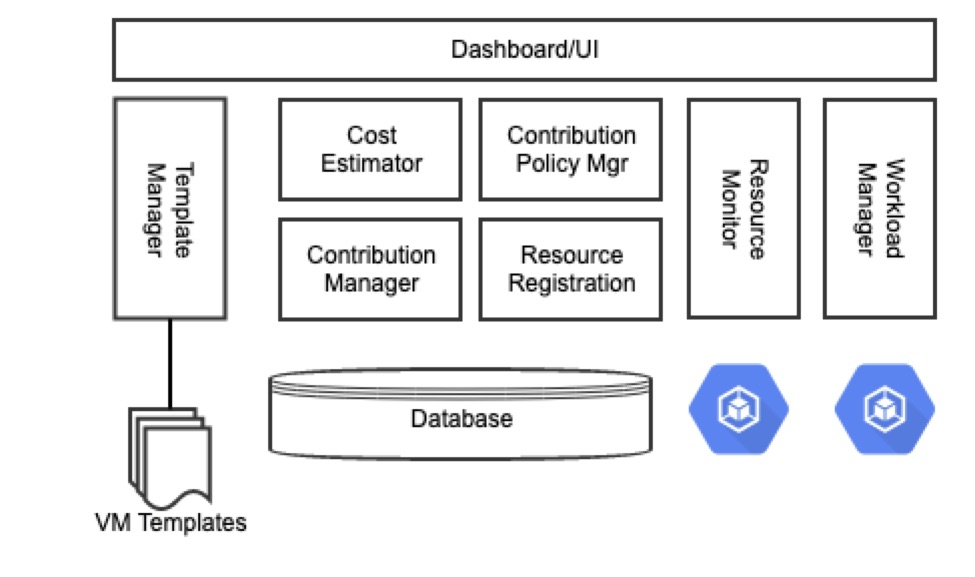 Dashboard/UI
Template
Manager
Cost
Estimator
Contribution
Policy Mgr
Resource
Monitor
Workload
Manager
Contribution
Manager
Resource
Registration
Database
VM Templates